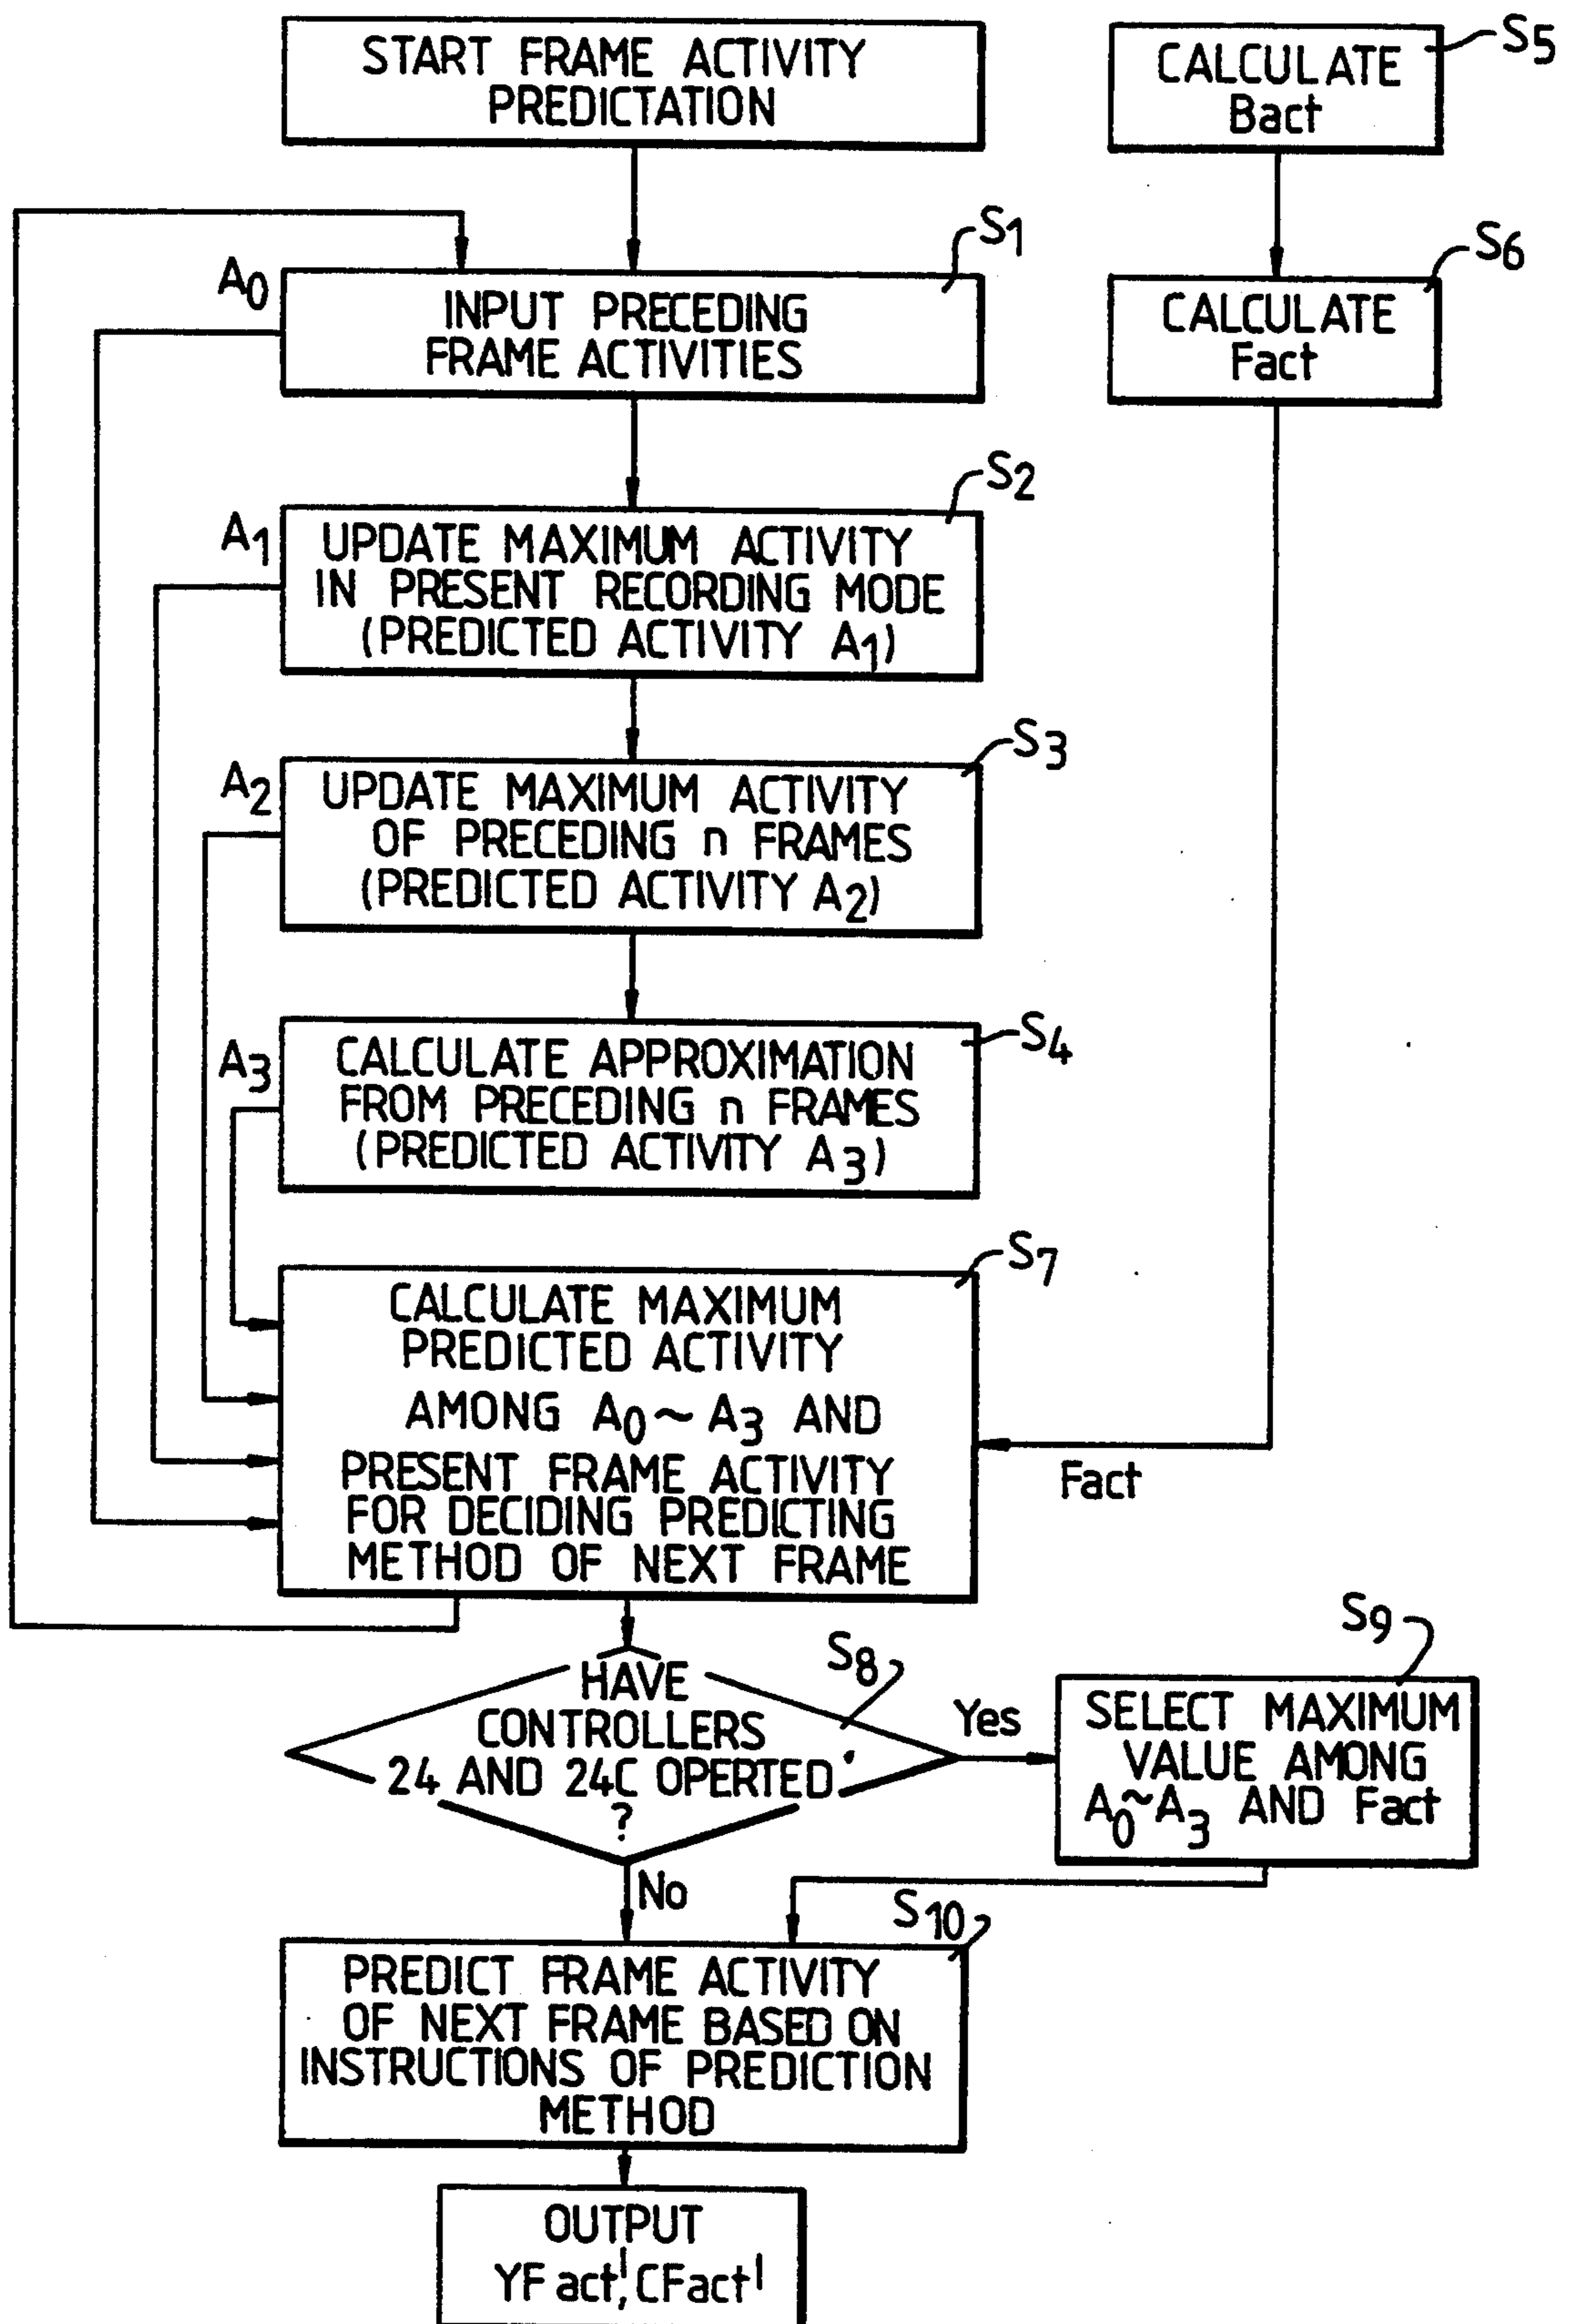 START FRAME ACTIVITY
PREDICTATION
CALCULATE
Bact
S5
S1
A0
INPUT PRECEDING
FRAME ACTIVITIES
S6
CALCULATE
Fact
S2
A1
UPDATE MAXIMUM ACTIVITY
IN PRESENT RECORDING MODE
(PREDICTED ACTIVITY A1)
S3
A2
UPDATE MAXIMUM ACTIVITY
OF PRECEDING n FRAMES
(PREDICTED ACTIVITY A2)
S4
A3
CALCULATE APPROXIMATION
FROM PRECEDING n FRAMES
(PREDICTED ACTIVITY A3)
S7
CALCULATE MAXIMUM
PREDICTED ACTIVITY
AMONG A0~A3 AND
PRESENT FRAME ACTIVITY
FOR DECIDING PREDICTING
METHOD OF NEXT FRAME
Fact
S8
HAVE
CONTROLLERS
24 AND 24C OPERTED
?
Yes
No
S9
SELECT MAXIMUM
VALUE AMONG
A0~A3 AND Fact
S10
PREDICT FRAME ACTIVITY
OF NEXT FRAME BASED ON
INSTRUCTIONS OF PREDICTION
METHOD
OUTPUT
YFact', CFact'